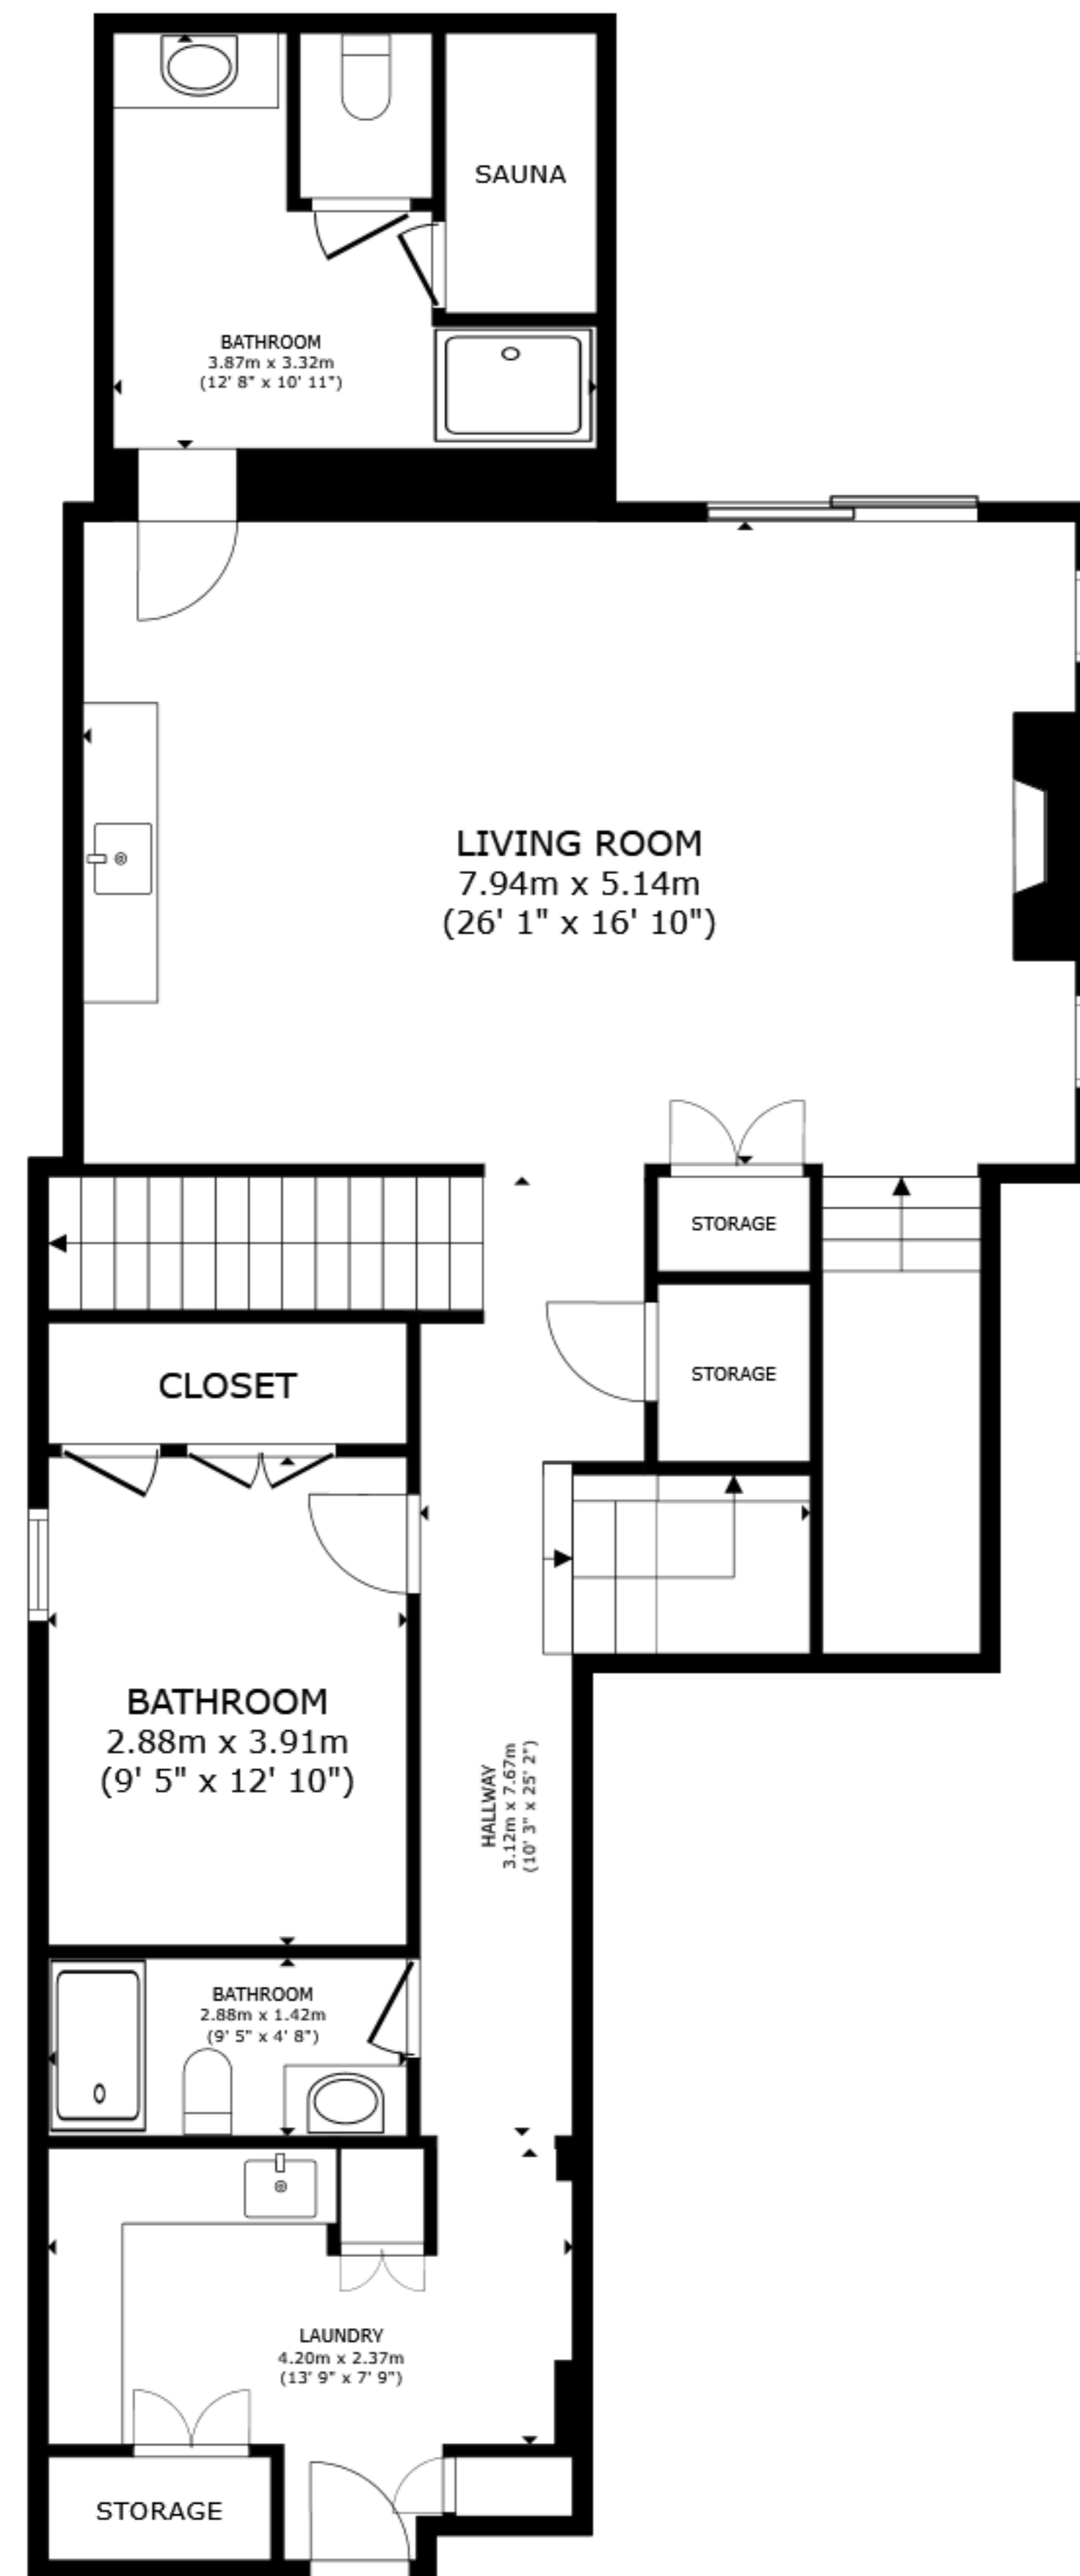 SAUNA
BATHROOM
3.87m x 3.32m
(12' 8" x 10' 11")
LIVING ROOM
7.94m x 5.14m
(26' 1" x 16' 10")
STORAGE
STORAGE
CLOSET
BATHROOM
2.88m x 3.91m
(9' 5" x 12' 10")
HALLWAY
3.12m x 7.67m
(10' 3" x 25' 2")
BATHROOM
2.88m x 1.42m
(9' 5" x 4' 8")
LAUNDRY
4.20m x 2.37m
(13' 9" x 7' 9")
STORAGE